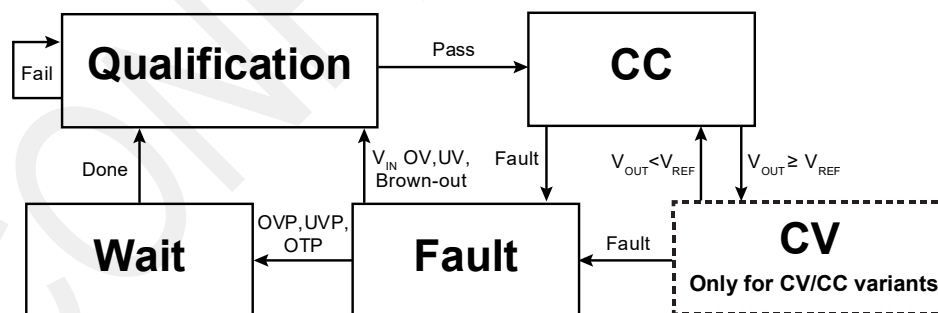 Qualification
Pass
CC
Fail
Done
V_IN OV,UV,
Brown-out
Fault
V_OUT<V_REF
V_OUT≥ V_REF
Wait
OVP,UVP,
OTP
Fault
Fault
CV
Only for CV/CC variants